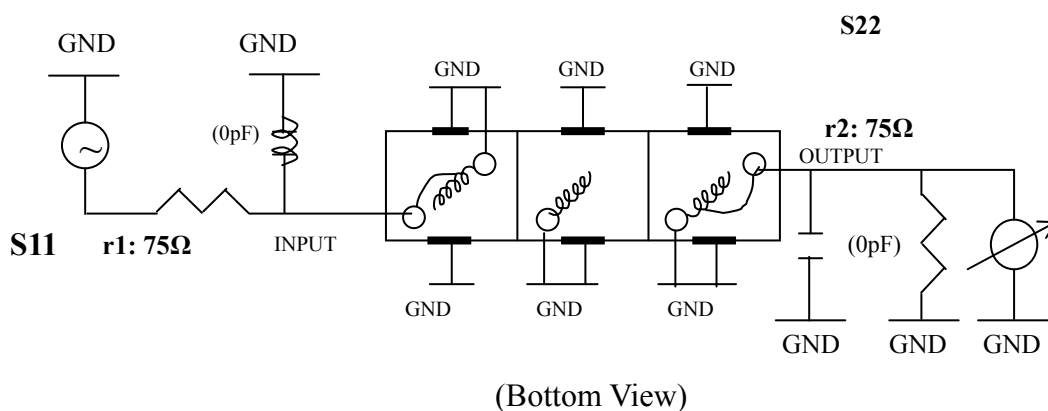 S22
GND
GND
GND
GND
GND
(0pF)
r2: 75Ω
OUTPUT
S11
r1: 75Ω
INPUT
(0pF)
GND
GND
GND
GND
GND
GND
(Bottom View)